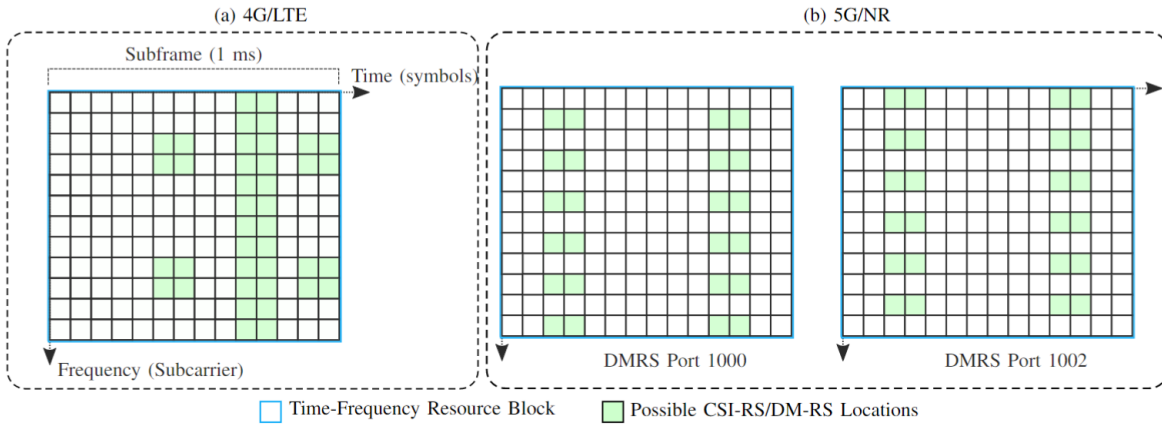 (a) 4G/LTE
(b) 5G/NR
Subframe (1 ms)
Time (symbols)
Frequency (Subcarrier)
DMRS Port 1000
DMRS Port 1002
Time-Frequency Resource Block
Possible CSI-RS/DM-RS Locations